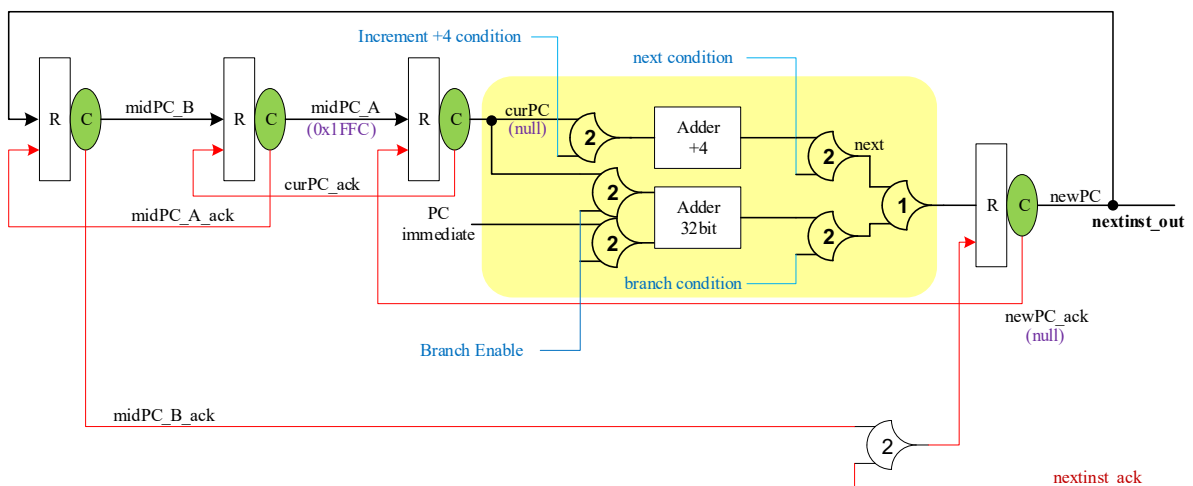 Increment +4 condition
next condition
R
C
midPC_B
R
C
midPC_A
(0x1FFC)
R
C
curPC
(null)
2
Adder
+4
2
next
curPC_ack
midPC_A_ack
PC
immediate
2
2
Adder
32bit
2
1
R
C
newPC
nextinst_out
branch condition
newPC_ack
(null)
Branch Enable
midPC_B_ack
2
nextinst_ack